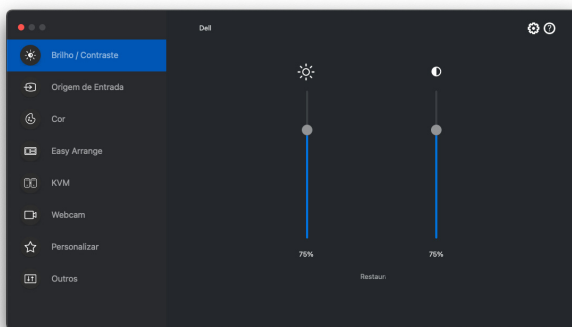 Dell
Brilho / Contraste
Origem de Entrada
Cor
Easy Arrange
KVM
Webcam
Personalizar
Outros
75%
75%
Restaur